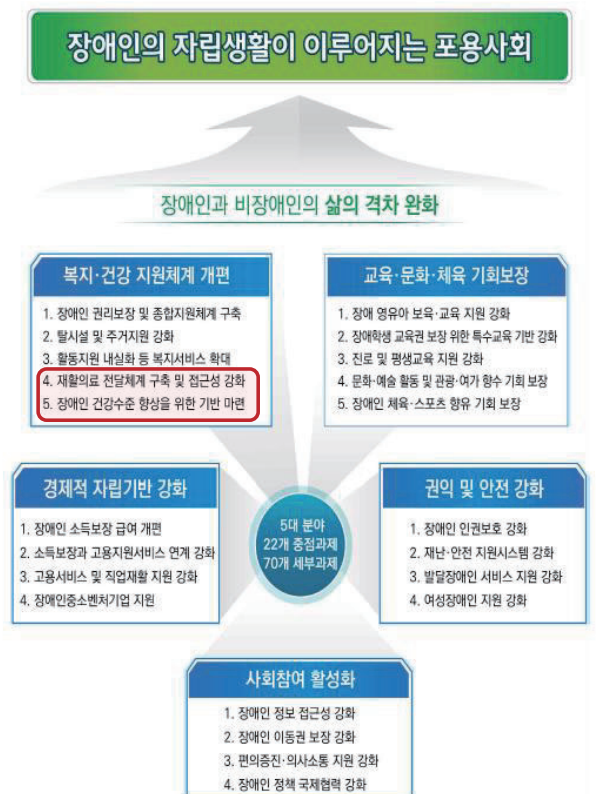 장애인의 자립생활이 이루어지는 포용사회
장애인과 비장애인의 삶의 격차 완화
복지·건강 지원체계 개편
1. 장애인 권리보장 및 종합지원체계 구축
2. 탈시설 및 주거지원 강화
3. 활동지원 내실화 등 복지서비스 확대
4. 재활의료 전달체계 구축 및 접근성 강화
5. 장애인 건강수준 향상을 위한 기반 마련
교육·문화·체육 기회보장
1. 장애 영유아 보육·교육 지원 강화
2. 장애학생 교육권 보장 위한 특수교육 기반 강화
3. 진로 및 평생교육 지원 강화
4. 문화·예술 활동 및 관광·여가 향수 기회 보장
5. 장애인 체육·스포츠 향유 기회 보장
경제적 자립기반 강화
1. 장애인 소득보장 급여 개편
2. 소득보장과 고용지원서비스 연계 강화
3. 고용서비스 및 직업재활 지원 강화
4. 장애인중소벤처기업 지원
5대 분야
22개 중점과제
70개 세부과제
권익 및 안전 강화
1. 장애인 인권보호 강화
2. 재난·안전 지원시스템 강화
3. 발달장애인 서비스 지원 강화
4. 여성장애인 지원 강화
사회참여 활성화
1. 장애인 정보 접근성 강화
2. 장애인 이동권 보장 강화
3. 편의증진·의사소통 지원 강화
4. 장애인 정책 국제협력 강화